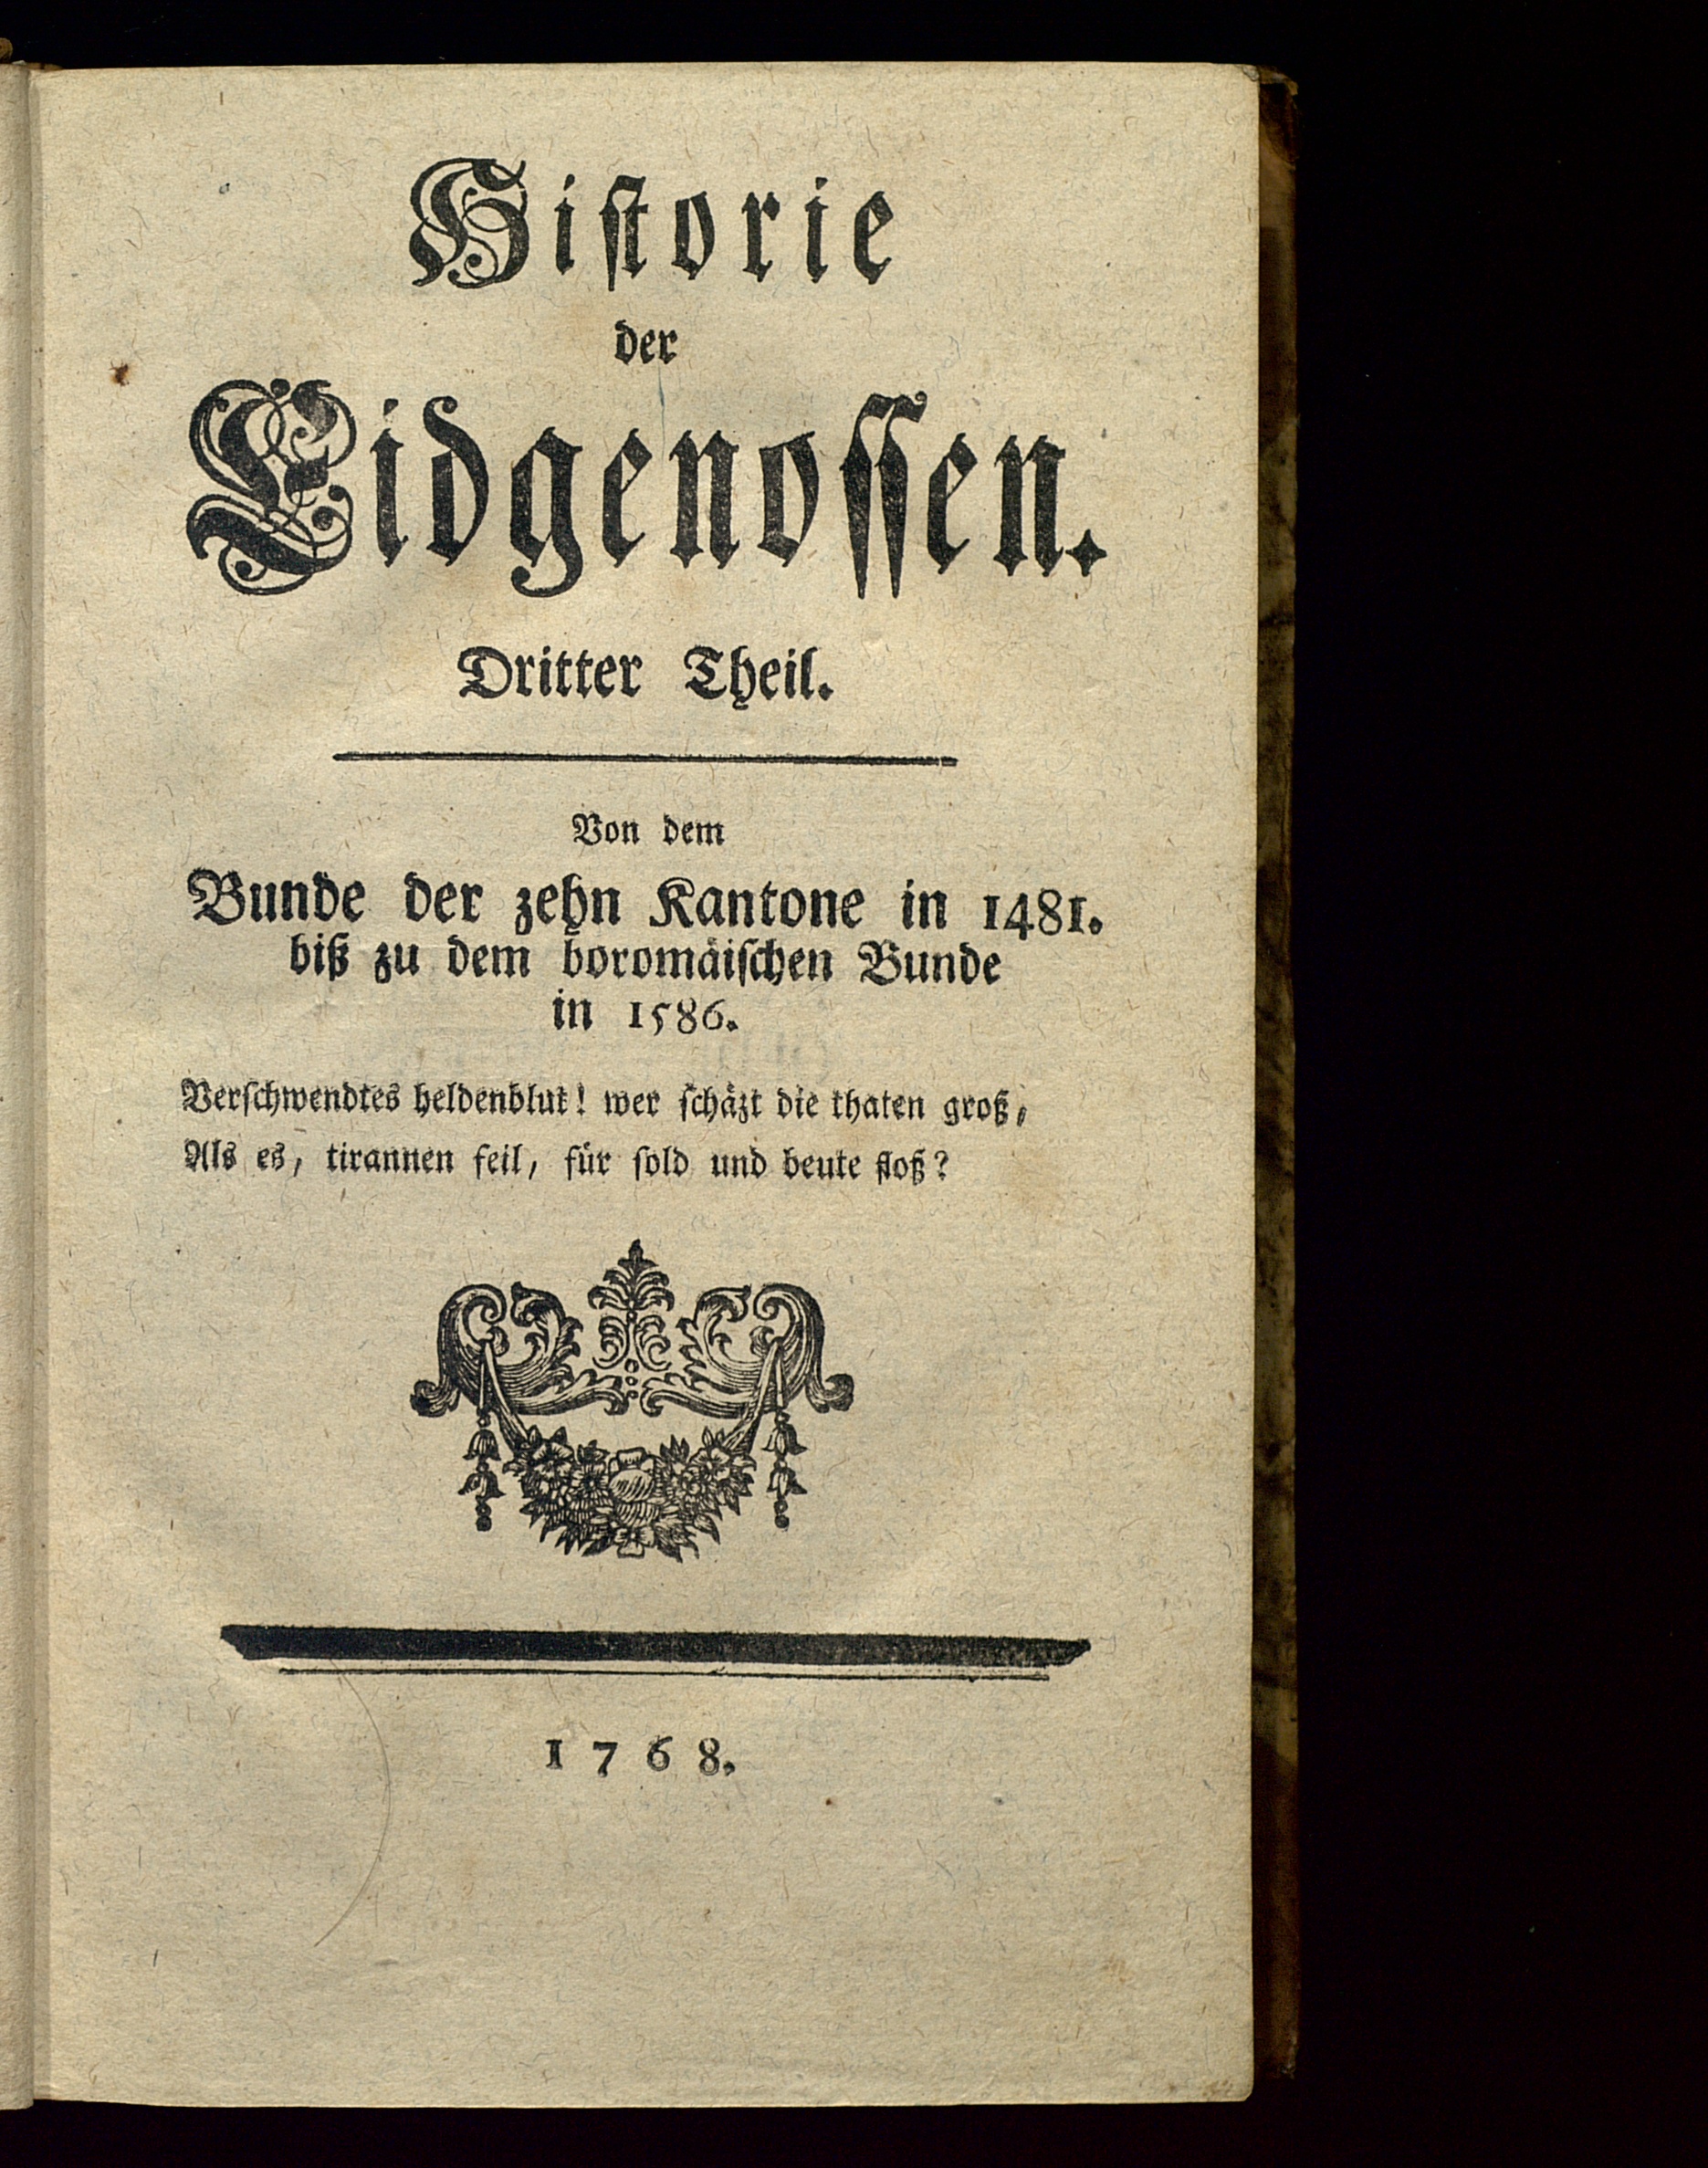 Historie
der
Eidgenossen.
Dritter Theil.
Von dem
Bunde der zehn Kantone in 1481.
biß zu dem boromäischen Bunde
in 1586.
Verschwendtes heldenblut! wer schäzt die thaten groß,
Als es, tirannen feil, für sold und beute floß?
1768.